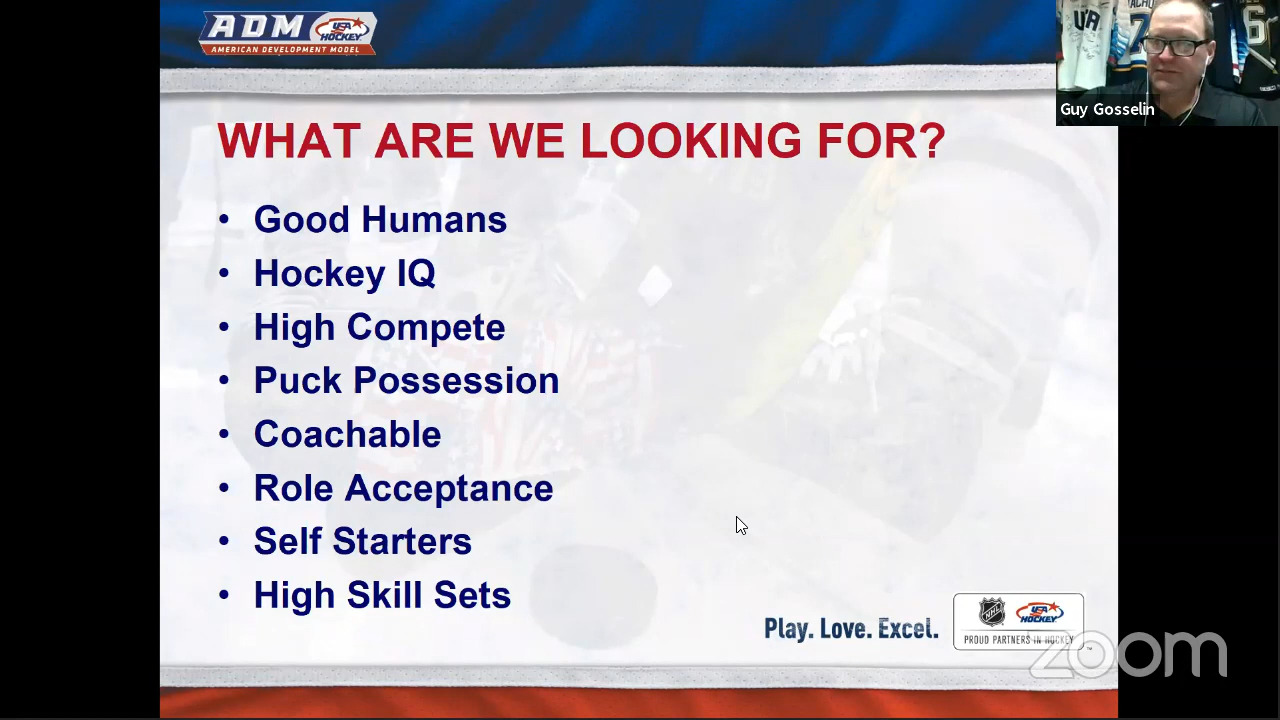 ADM
USA
HOCKEY
AMERICAN DEVELOPMENT MODEL
Guy Gosselin
WHAT ARE WE LOOKING FOR?
• Good Humans
• Hockey IQ
• High Compete
• Puck Possession
• Coachable
• Role Acceptance
• Self Starters
• High Skill Sets
Play. Love. Excel.
NHL
USA
HOCKEY
PROUD PARTNERS IN HOCKEY
zoom